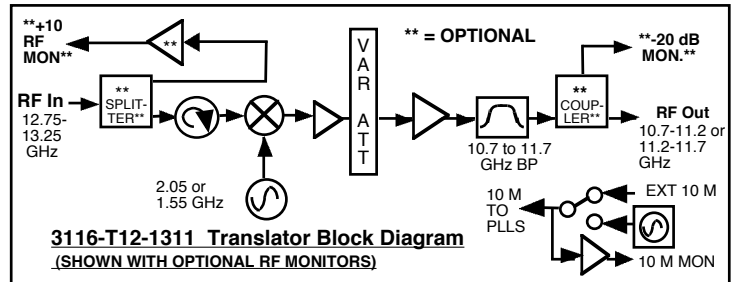 **+10
RF
MON**
**
VAR ATT
** = OPTIONAL
**-20 dB
MON.**
RF In
12.75-
13.25
GHz
**
SPLIT-
TER**
2.05 or
1.55 GHz
10.7 to 11.7
GHz BP
**
COUP-
LER**
RF Out
10.7-11.2 or
11.2-11.7
GHz
10 M
TO
PLLS
EXT 10 M
10 M MON
3116-T12-1311 Translator Block Diagram
(SHOWN WITH OPTIONAL RF MONITORS)